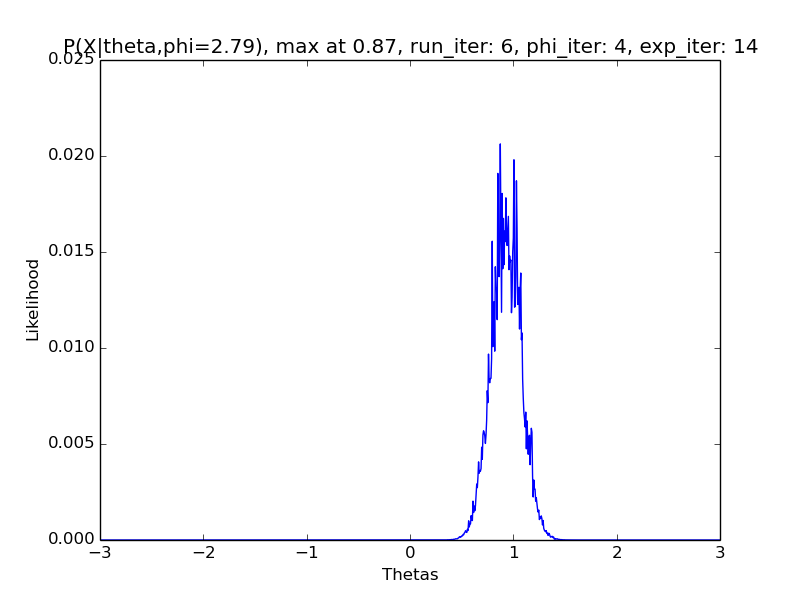 P(X|theta,phi=2.79), max at 0.87, run_iter: 6, phi_iter: 4, exp_iter: 14
0.025
0.020
0.015
0.010
0.005
0.000
Likelihood
−3 −2 −1 0 1 2 3
Thetas